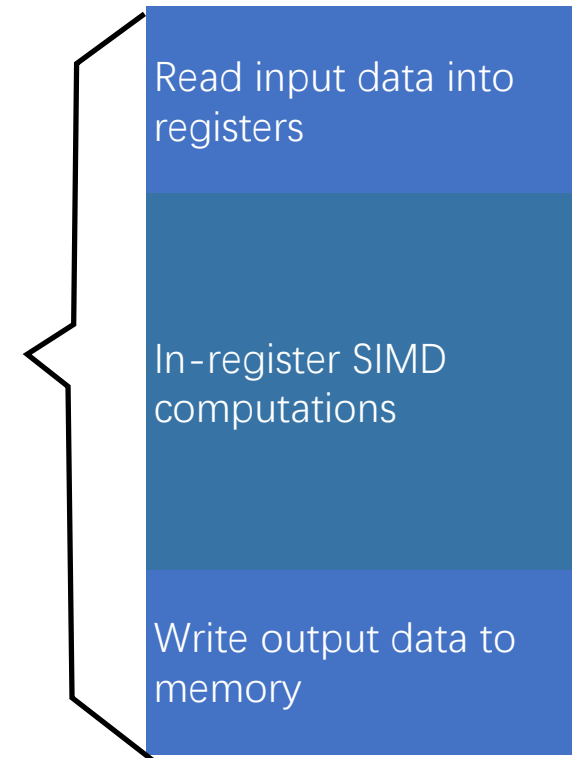 Read input data into
registers
In-register SIMD
computations
Write output data to
memory